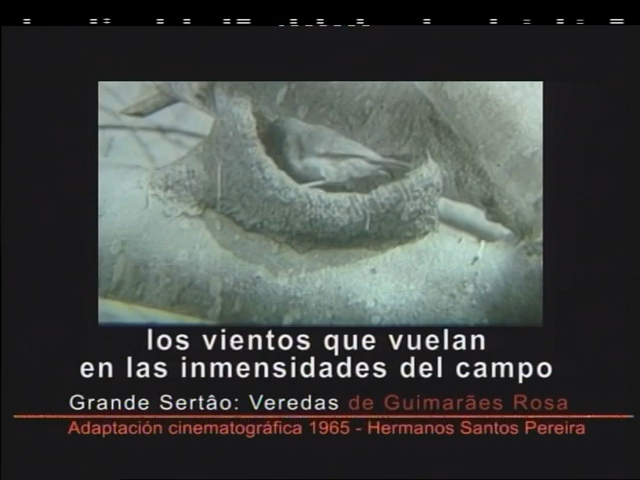 los vientos que vuelan
en las inmensidades del campo
Grande Sertâo: Veredas de Guimarães Rosa
Adaptación cinematográfica 1965 - Hermanos Santos Pereira